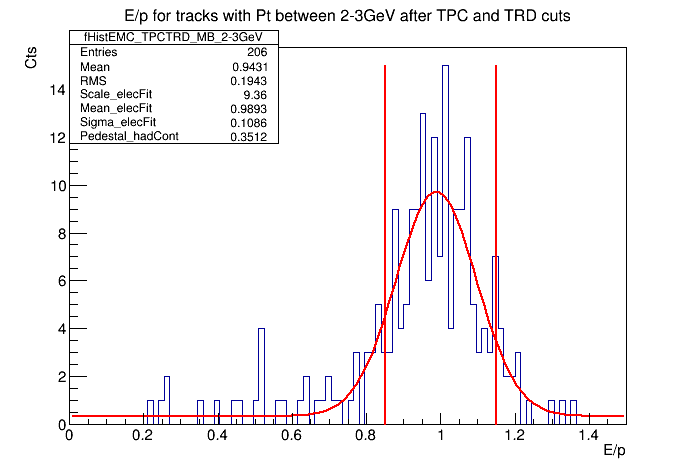 E/p for tracks with Pt between 2-3GeV after TPC and TRD cuts
fHistEMC_TPCTRD_MB_2-3GeV
Entries 206
Mean 0.9431
RMS 0.1943
Scale_elecFit 9.36
Mean_elecFit 0.9893
Sigma_elecFit 0.1086
Pedestal_hadCont 0.3512
Cts
14
12
10
8
6
4
2
0
0 0.2 0.4 0.6 0.8 1 1.2 1.4
E/p